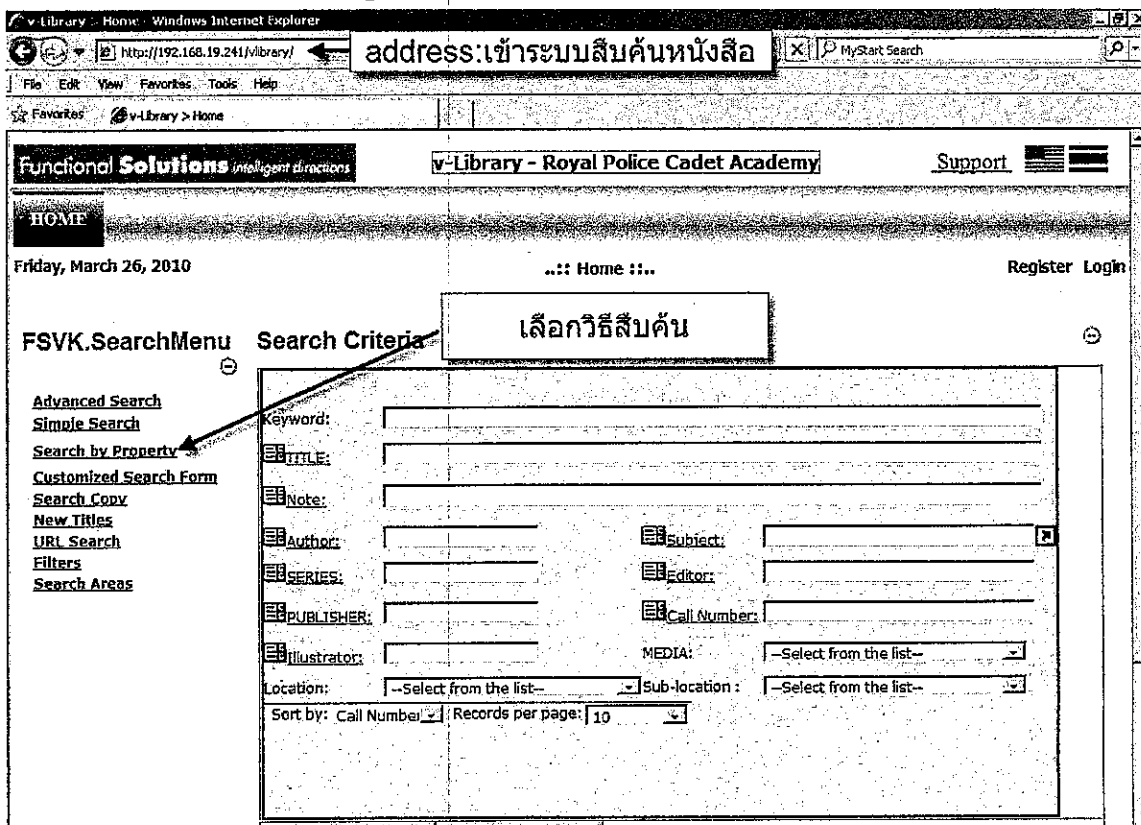 v-Library > Home - Windows Internet Explorer
http://192.168.19.241/vlibrary/
address:เข้าระบบสืบค้นหนังสือ
MyStart Search
File Edit View Favorites Tools Help
Favorites v-Library > Home
Functional Solutions intelligent directions
v-Library - Royal Police Cadet Academy
Support
HOME
Friday, March 26, 2010
..:: Home ::..
Register Login
เลือกวิธีสืบค้น
FSVK.SearchMenu
Search Criteria
Advanced Search
Simple Search
Search by Property
Customized Search Form
Search Copy
New Titles
URL Search
Filters
Search Areas
Keyword:
TITLE:
Note:
Author: Subject:
SERIES: Editor:
PUBLISHER: Call Number:
Illustrator: MEDIA: --Select from the list--
Location: --Select from the list-- Sub-location : --Select from the list--
Sort by: Call Number Records per page: 10